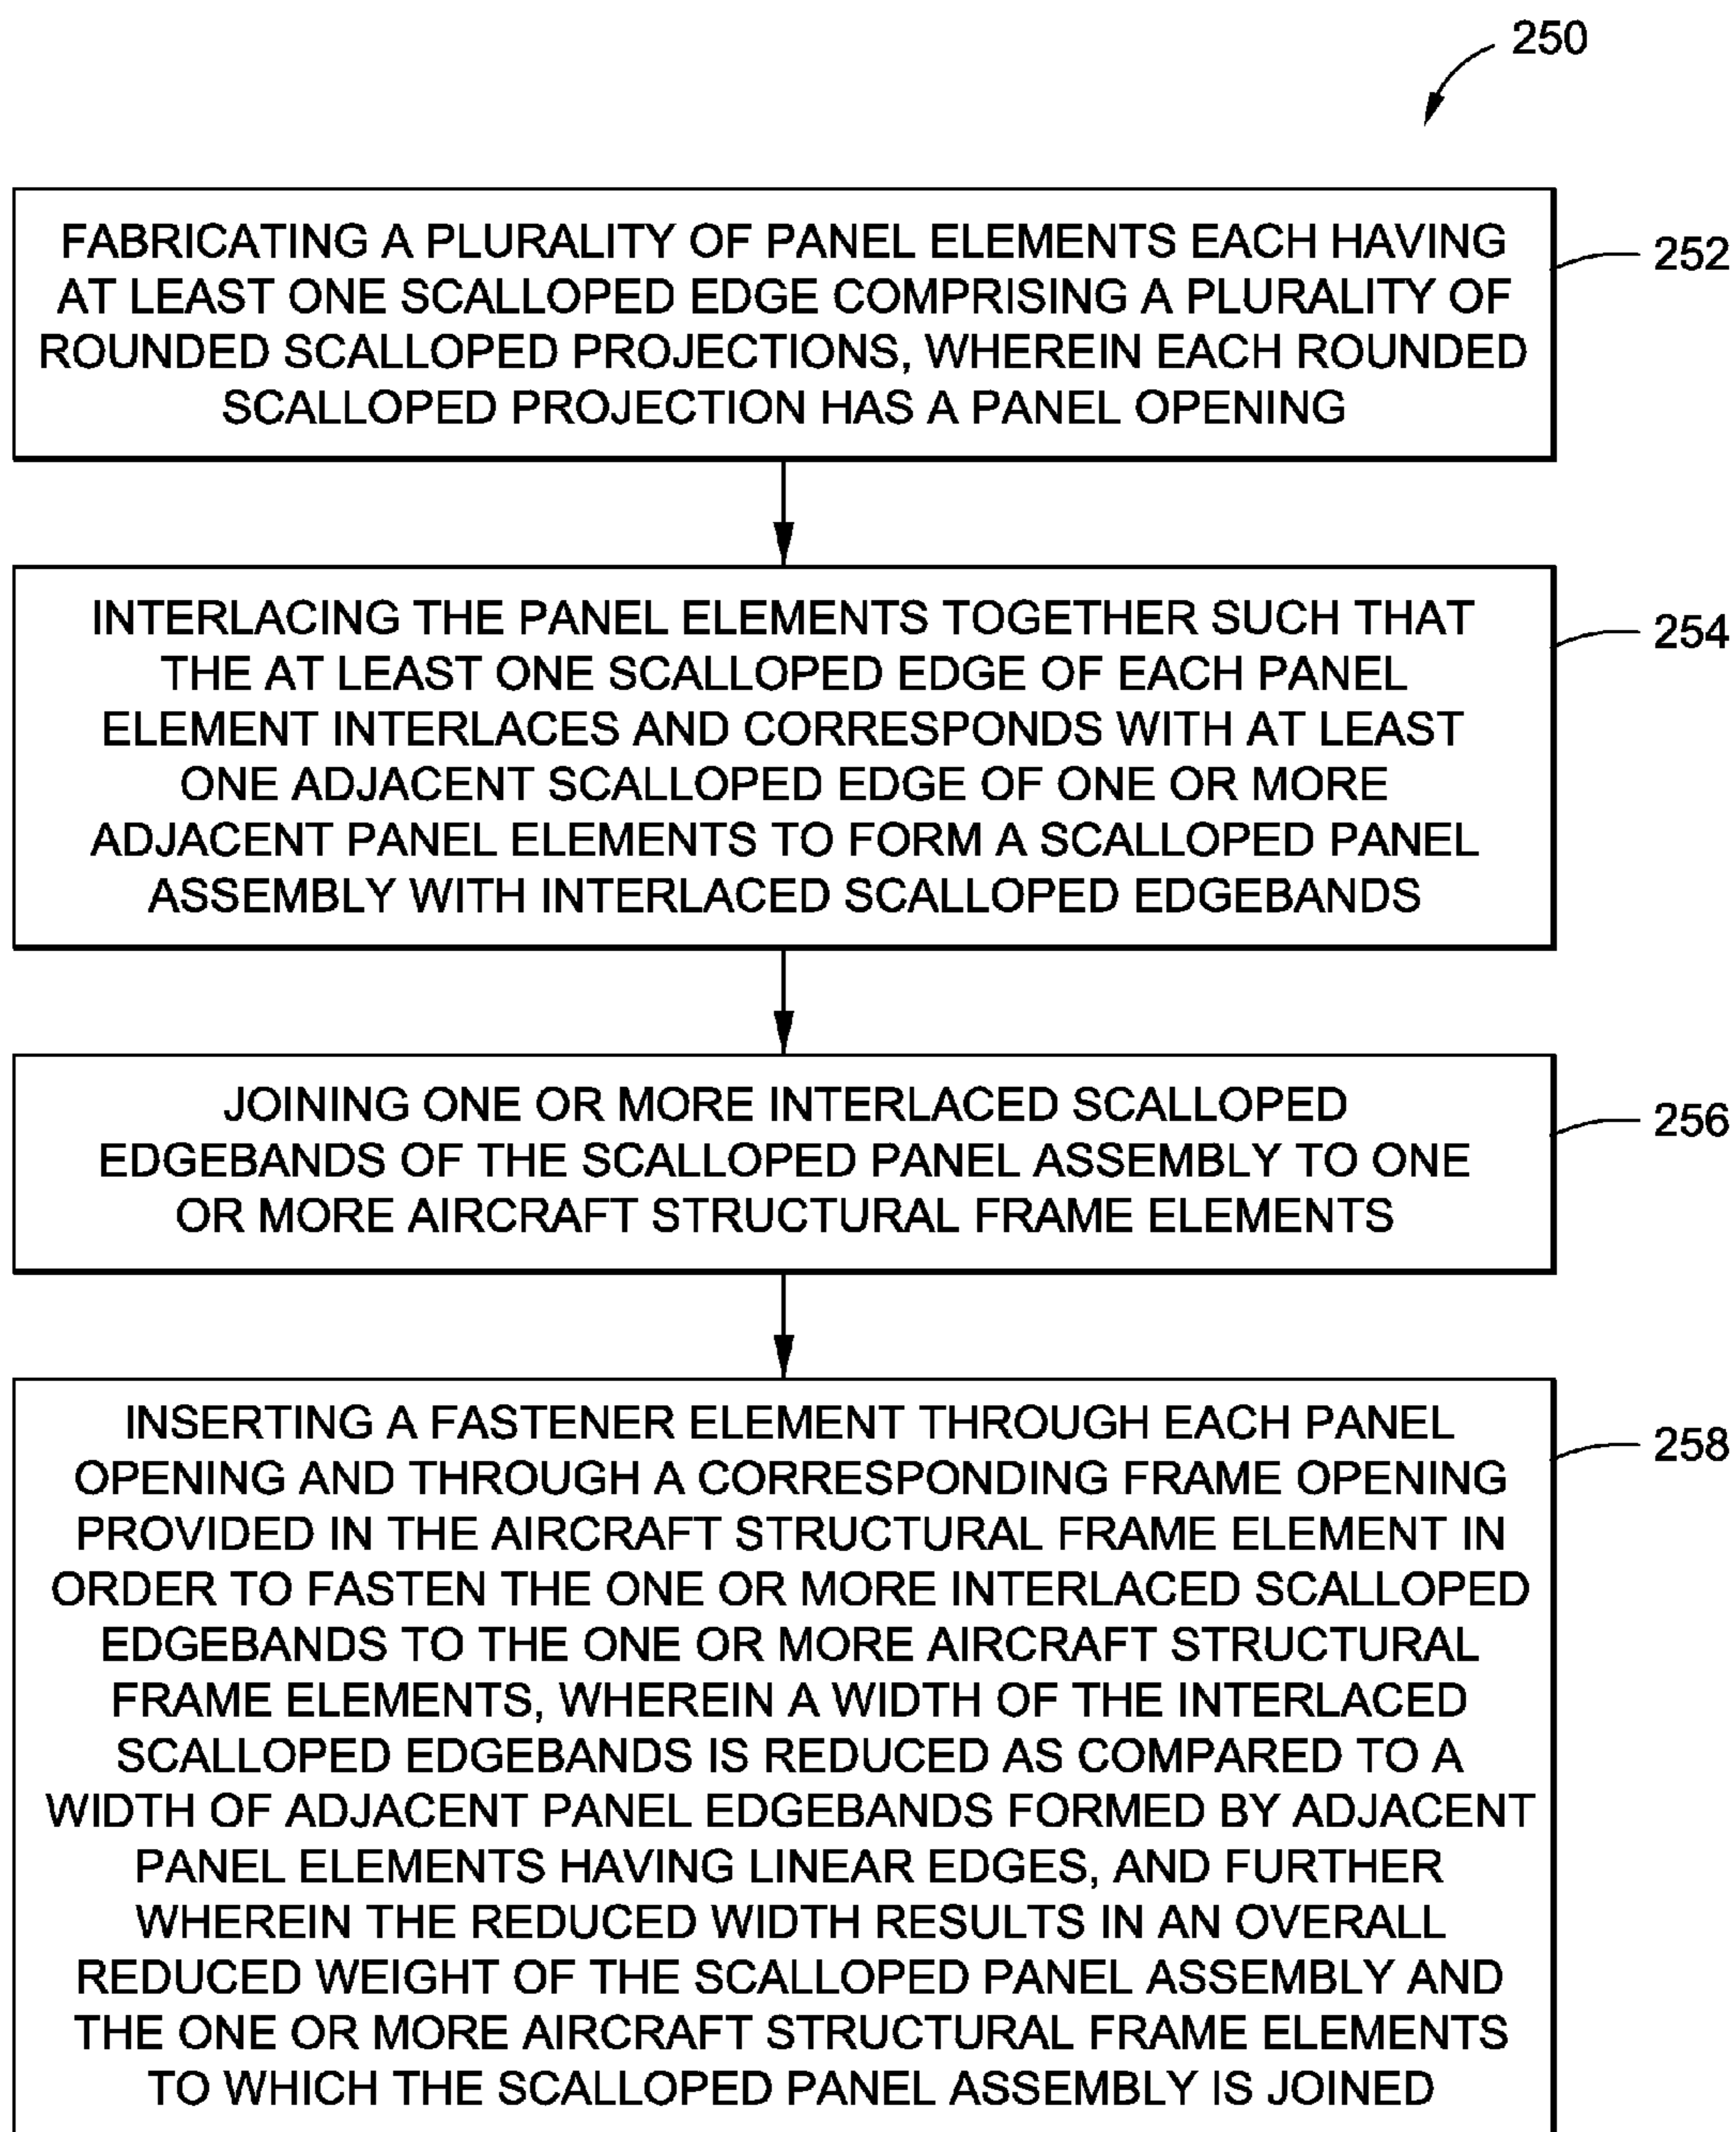 250
FABRICATING A PLURALITY OF PANEL ELEMENTS EACH HAVING
AT LEAST ONE SCALLOPED EDGE COMPRISING A PLURALITY OF
ROUNDED SCALLOPED PROJECTIONS, WHEREIN EACH ROUNDED
SCALLOPED PROJECTION HAS A PANEL OPENING
252
INTERLACING THE PANEL ELEMENTS TOGETHER SUCH THAT
THE AT LEAST ONE SCALLOPED EDGE OF EACH PANEL
ELEMENT INTERLACES AND CORRESPONDS WITH AT LEAST
ONE ADJACENT SCALLOPED EDGE OF ONE OR MORE
ADJACENT PANEL ELEMENTS TO FORM A SCALLOPED PANEL
ASSEMBLY WITH INTERLACED SCALLOPED EDGEBANDS
254
JOINING ONE OR MORE INTERLACED SCALLOPED
EDGEBANDS OF THE SCALLOPED PANEL ASSEMBLY TO ONE
OR MORE AIRCRAFT STRUCTURAL FRAME ELEMENTS
256
INSERTING A FASTENER ELEMENT THROUGH EACH PANEL
OPENING AND THROUGH A CORRESPONDING FRAME OPENING
PROVIDED IN THE AIRCRAFT STRUCTURAL FRAME ELEMENT IN
ORDER TO FASTEN THE ONE OR MORE INTERLACED SCALLOPED
EDGEBANDS TO THE ONE OR MORE AIRCRAFT STRUCTURAL
FRAME ELEMENTS, WHEREIN A WIDTH OF THE INTERLACED
SCALLOPED EDGEBANDS IS REDUCED AS COMPARED TO A
WIDTH OF ADJACENT PANEL EDGEBANDS FORMED BY ADJACENT
PANEL ELEMENTS HAVING LINEAR EDGES, AND FURTHER
WHEREIN THE REDUCED WIDTH RESULTS IN AN OVERALL
REDUCED WEIGHT OF THE SCALLOPED PANEL ASSEMBLY AND
THE ONE OR MORE AIRCRAFT STRUCTURAL FRAME ELEMENTS
TO WHICH THE SCALLOPED PANEL ASSEMBLY IS JOINED
258